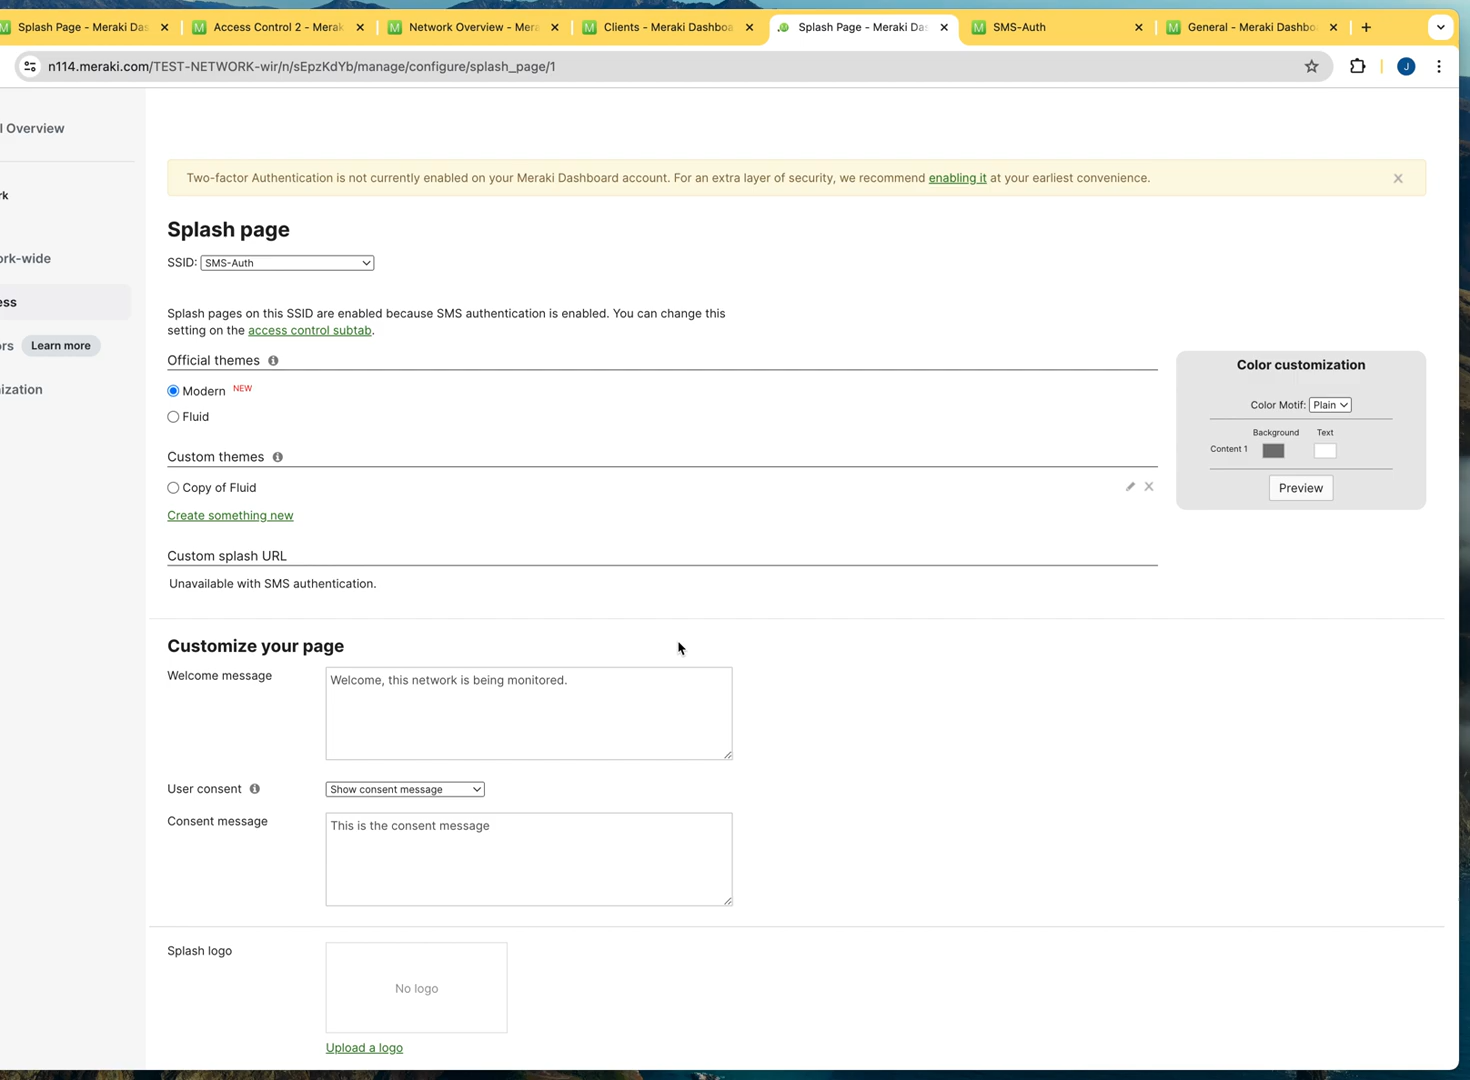 Splash Page - Meraki Das
Access Control 2 - Merak
Network Overview - Mera
Clients - Meraki Dashboa
Splash Page - Meraki Das
SMS-Auth
General - Meraki Dashbo
n114.meraki.com/TEST-NETWORK-wir/n/sEpzKdYb/manage/configure/splash_page/1
J
l Overview
rk
ork-wide
ess
ors Learn more
ization
Two-factor Authentication is not currently enabled on your Meraki Dashboard account. For an extra layer of security, we recommend enabling it at your earliest convenience.
Splash page
SSID: SMS-Auth
Splash pages on this SSID are enabled because SMS authentication is enabled. You can change this
setting on the access control subtab.
Official themes
Modern NEW
Fluid
Custom themes
Copy of Fluid
Create something new
Custom splash URL
Unavailable with SMS authentication.
Color customization
Color Motif: Plain
Background Text
Content 1
Preview
Customize your page
Welcome message
Welcome, this network is being monitored.
User consent
Show consent message
Consent message
This is the consent message
Splash logo
No logo
Upload a logo